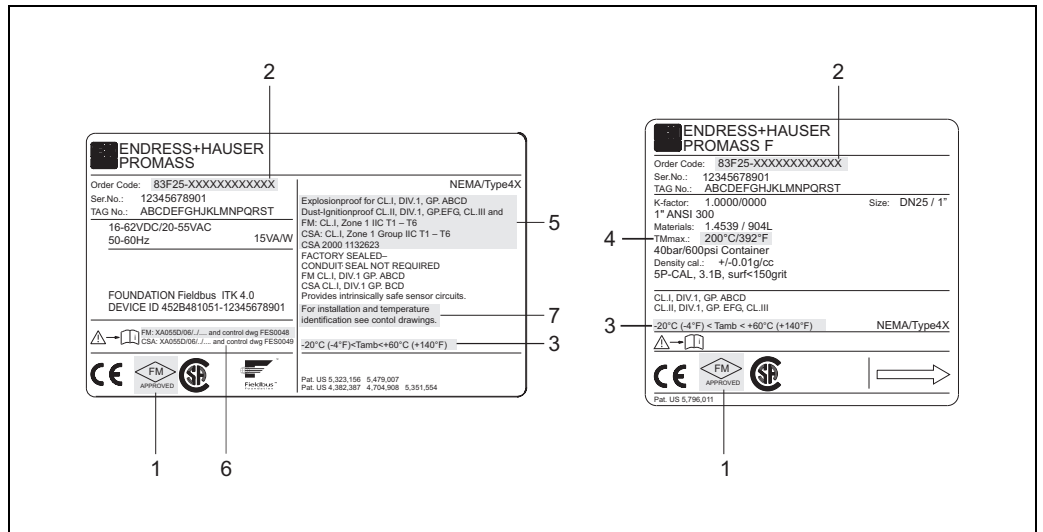 2
ENDRESS+HAUSER
PROMASS
Order Code: 83F25-XXXXXXXXXXXX
Ser.No.: 12345678901
TAG No.: ABCDEFGHJKLMNPQRST
16-62VDC/20-55VAC
50-60Hz 15VA/W
FOUNDATION Fieldbus ITK 4.0
DEVICE ID 452B481051-12345678901
FM: XA055D/06/../.... and control dwg FES0048
CSA: XA055D/06/../.... and control dwg FES0049
CE FM APPROVED SA Fieldbus™
FOUNDATION
NEMA/Type4X
Explosionproof for CL.I, DIV.1, GP. ABCD
Dust-Ignitionproof CL.II, DIV.1, GP.EFG, CL.III and
FM: CL.I, Zone 1 IIC T1 – T6
CSA: CL.I, Zone 1 Group IIC T1 – T6
CSA 2000 1132623
FACTORY SEALED–
CONDUIT SEAL NOT REQUIRED
FM CL.I, DIV.1 GP. ABCD
CSA CL.I, DIV.1 GP. BCD
Provides intrinsically safe sensor circuits.
For installation and temperature
identification see contol drawings.
-20°C (-4°F)<Tamb<+60°C (+140°F)
Pat. US 5,323,156 5,479,007
Pat. US 4,382,387 4,704,908 5,351,554
5
7
3
1
6
2
ENDRESS+HAUSER
PROMASS F
Order Code: 83F25-XXXXXXXXXXXX
Ser.No.: 12345678901
TAG No.: ABCDEFGHJKLMNPQRST
K-factor: 1.0000/0000 Size: DN25 / 1"
1" ANSI 300
Materials: 1.4539 / 904L
4 TMmax.: 200°C/392°F
40bar/600psi Container
Density cal.: +/-0.01g/cc
5P-CAL, 3.1B, surf<150grit
CL.I, DIV.1, GP. ABCD
CL.II, DIV.1, GP. EFG, CL.III
3 -20°C (-4°F) < Tamb < +60°C (+140°F) NEMA/Type4X
CE FM APPROVED SA
Pat. US 5,796,011
1